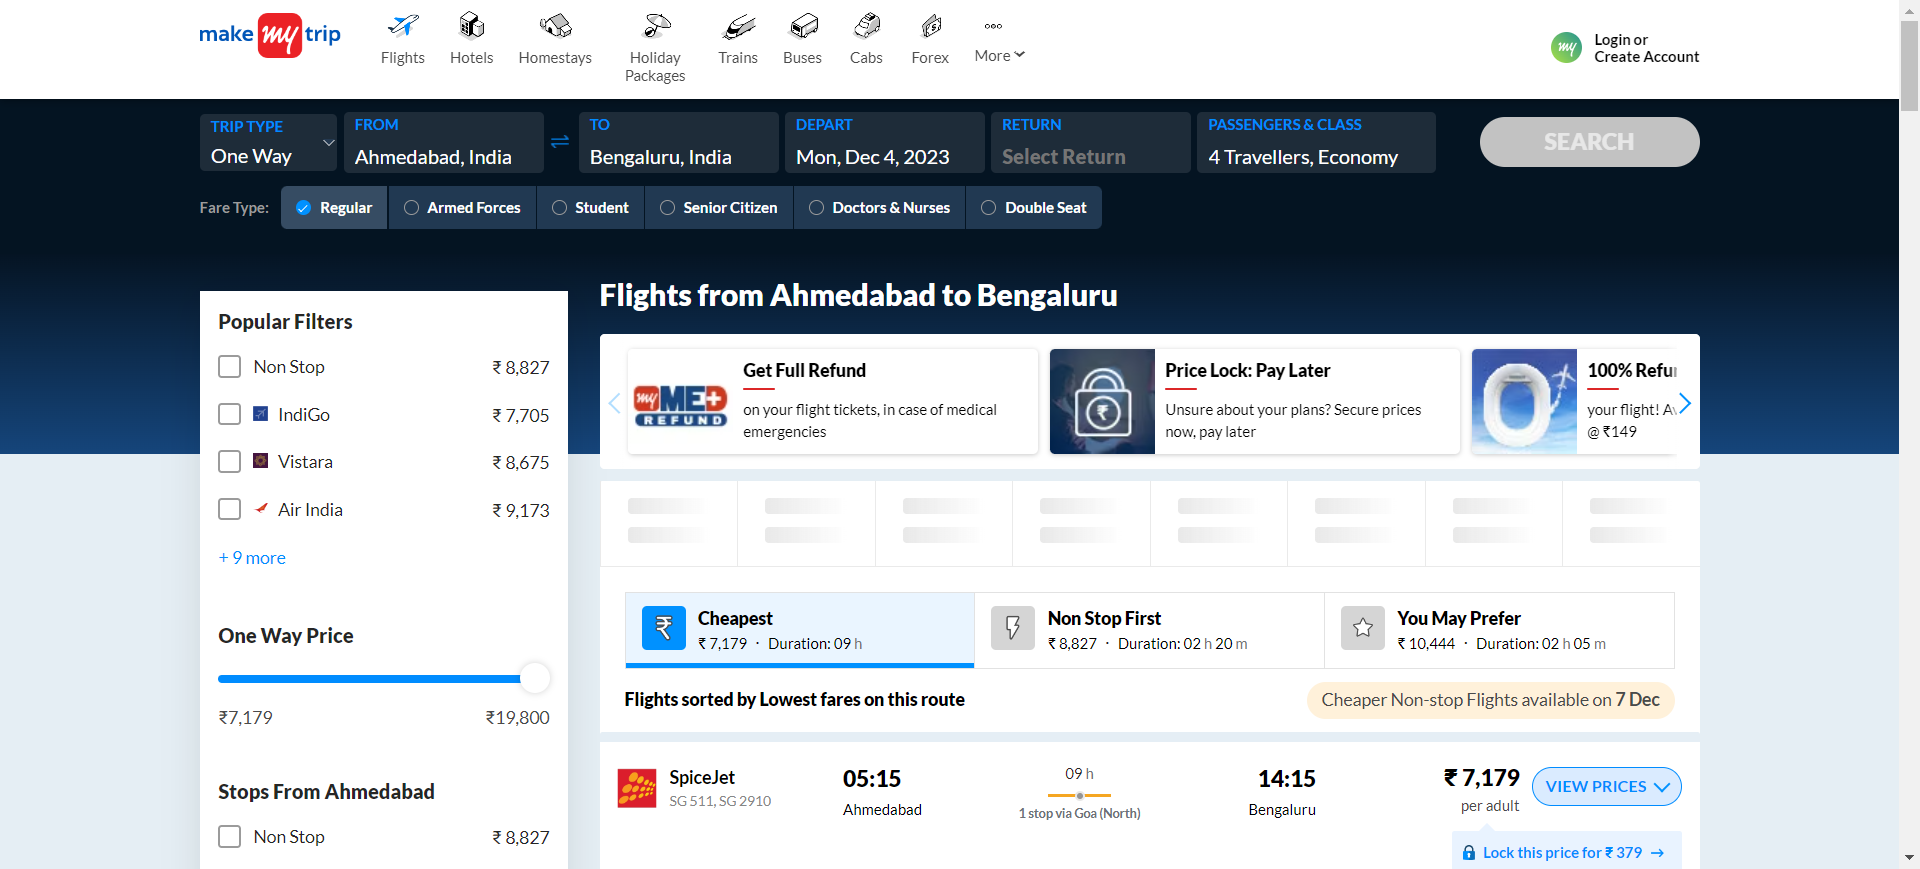 make my trip
Flights
Hotels
Homestays
Holiday
Packages
Trains
Buses
Cabs
Forex
More
my
Login or
Create Account
TRIP TYPE
One Way
FROM
Ahmedabad, India
TO
Bengaluru, India
DEPART
Mon, Dec 4, 2023
RETURN
Select Return
PASSENGERS & CLASS
4 Travellers, Economy
SEARCH
Fare Type:
Regular
Armed Forces
Student
Senior Citizen
Doctors & Nurses
Double Seat
Popular Filters
Non Stop ₹ 8,827
IndiGo ₹ 7,705
Vistara ₹ 8,675
Air India ₹ 9,173
+ 9 more
One Way Price
₹7,179 ₹19,800
Stops From Ahmedabad
Non Stop ₹ 8,827
Flights from Ahmedabad to Bengaluru
my ME+
REFUND
Get Full Refund
on your flight tickets, in case of medical
emergencies
₹
Price Lock: Pay Later
Unsure about your plans? Secure prices
now, pay later
100% Refu
your flight! A
@ ₹149
₹
Cheapest
₹ 7,179 · Duration: 09 h
Non Stop First
₹ 8,827 · Duration: 02 h 20 m
You May Prefer
₹ 10,444 · Duration: 02 h 05 m
Flights sorted by Lowest fares on this route
Cheaper Non-stop Flights available on 7 Dec
SpiceJet
SG 511, SG 2910
05:15
Ahmedabad
09 h
1 stop via Goa (North)
14:15
Bengaluru
₹ 7,179
per adult
VIEW PRICES
Lock this price for ₹ 379 →